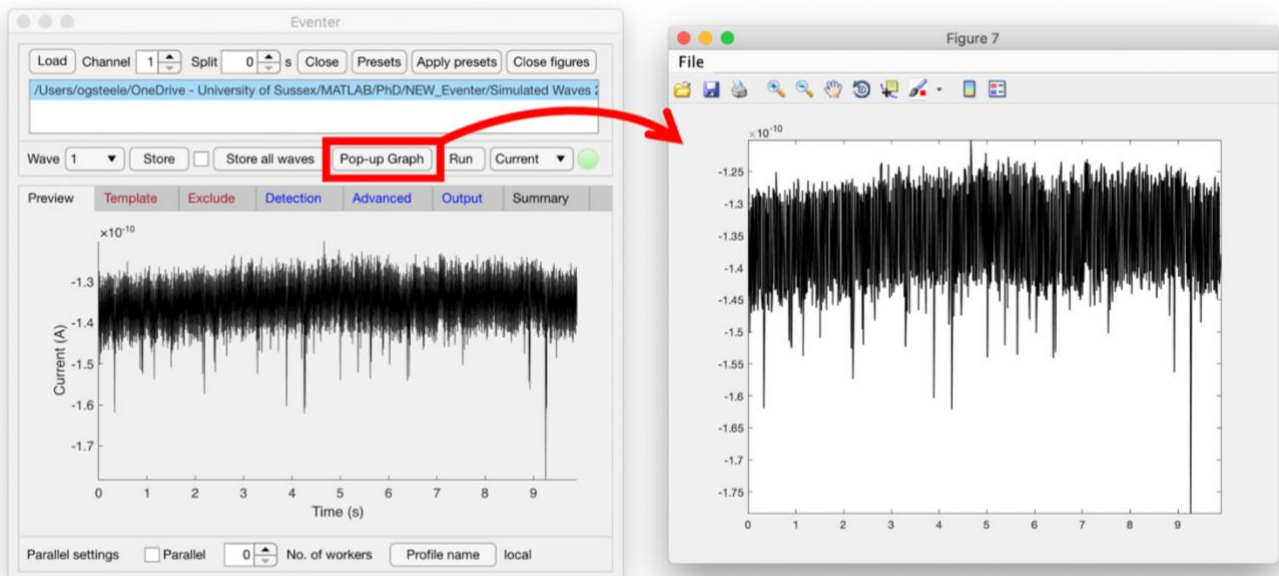 Eventer
Load Channel 1 Split 0 s Close Presets Apply presets Close figures
/Users/ogsteele/OneDrive - University of Sussex/MATLAB/PhD/NEW_Eventer/Simulated Waves
Wave 1 Store Store all waves Pop-up Graph Run Current
Preview Template Exclude Detection Advanced Output Summary
×10-10
-1.3
-1.4
-1.5
-1.6
-1.7
Current (A)
0 1 2 3 4 5 6 7 8 9
Time (s)
Parallel settings Parallel 0 No. of workers Profile name local
Figure 7
File
×10-10
-1.25
-1.3
-1.35
-1.4
-1.45
-1.5
-1.55
-1.6
-1.65
-1.7
-1.75
0 1 2 3 4 5 6 7 8 9